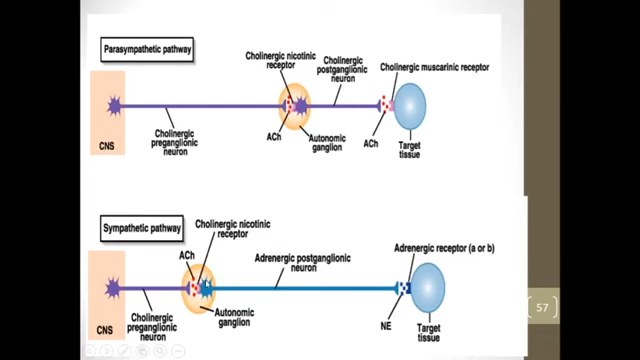 Parasympathetic pathway
Cholinergic nicotinic
receptor
Cholinergic
postganglionic
neuron
Cholinergic muscarinic receptor
CNS
Cholinergic
preganglionic
neuron
ACh
Autonomic
ganglion
ACh
Target
tissue
Sympathetic pathway
Cholinergic nicotinic
receptor
ACh
Adrenergic postganglionic
neuron
Adrenergic receptor (a or b)
CNS
Cholinergic
preganglionic
neuron
Autonomic
ganglion
NE
Target
tissue
57